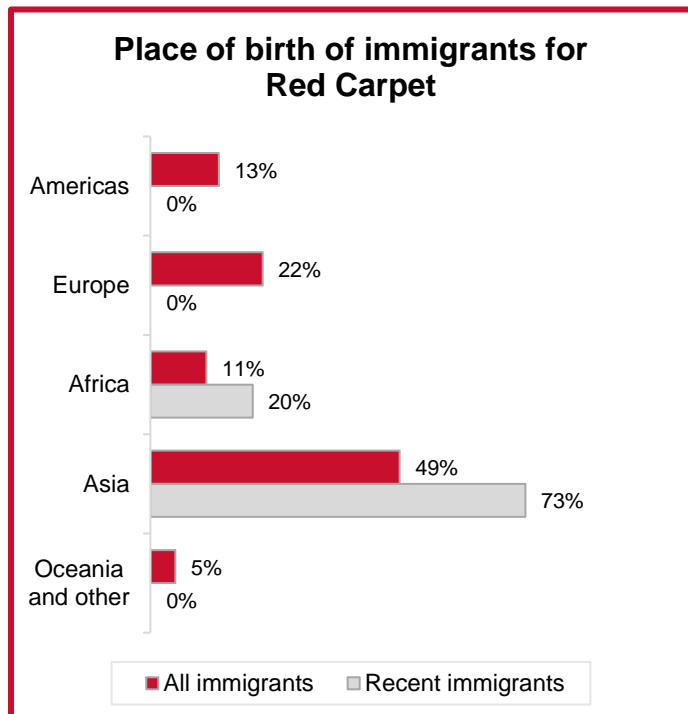 Place of birth of immigrants for
Red Carpet
Americas
13%
0%
Europe
22%
0%
Africa
11%
20%
Asia
49%
73%
Oceania
and other
5%
0%
All immigrants
Recent immigrants